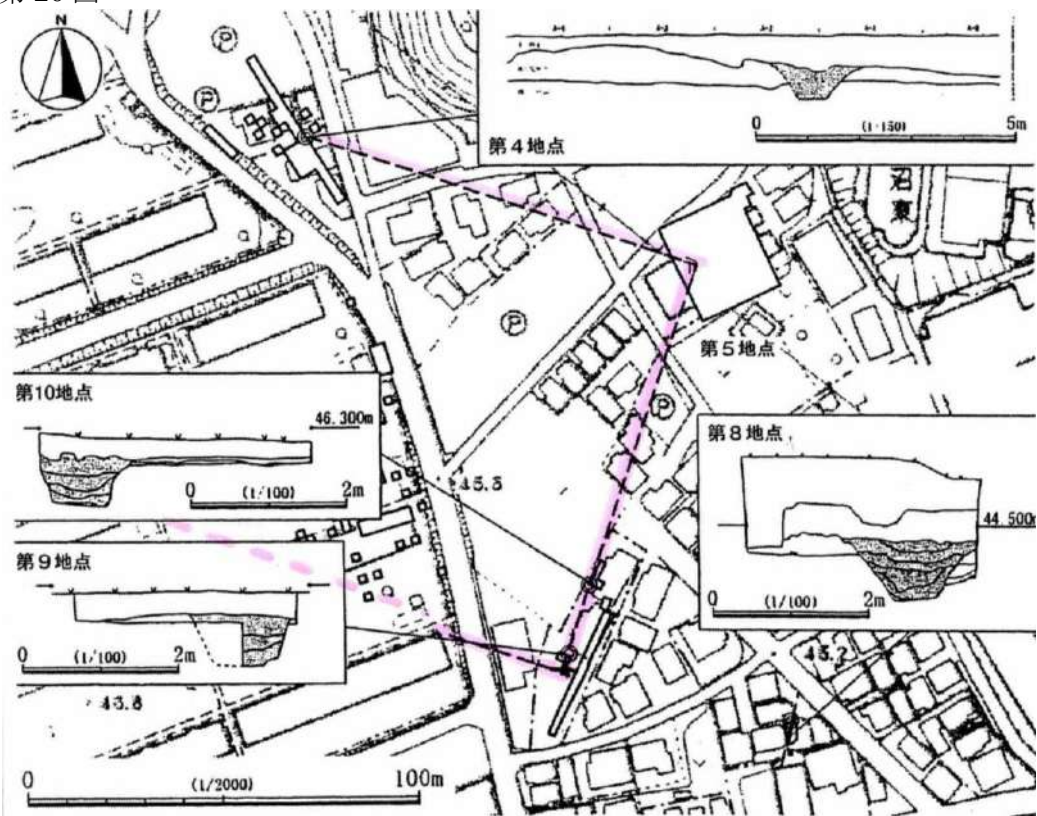 N
第4地点
0 (1・150) 5m
沼東
第5地点
第10地点
46.300m
0 (1/100) 2m
第8地点
44.500m
0 (1/100) 2m
45.5
第9地点
0 (1/100) 2m
45.2
43.8
0 (1/2000) 100m
P
P
P
P